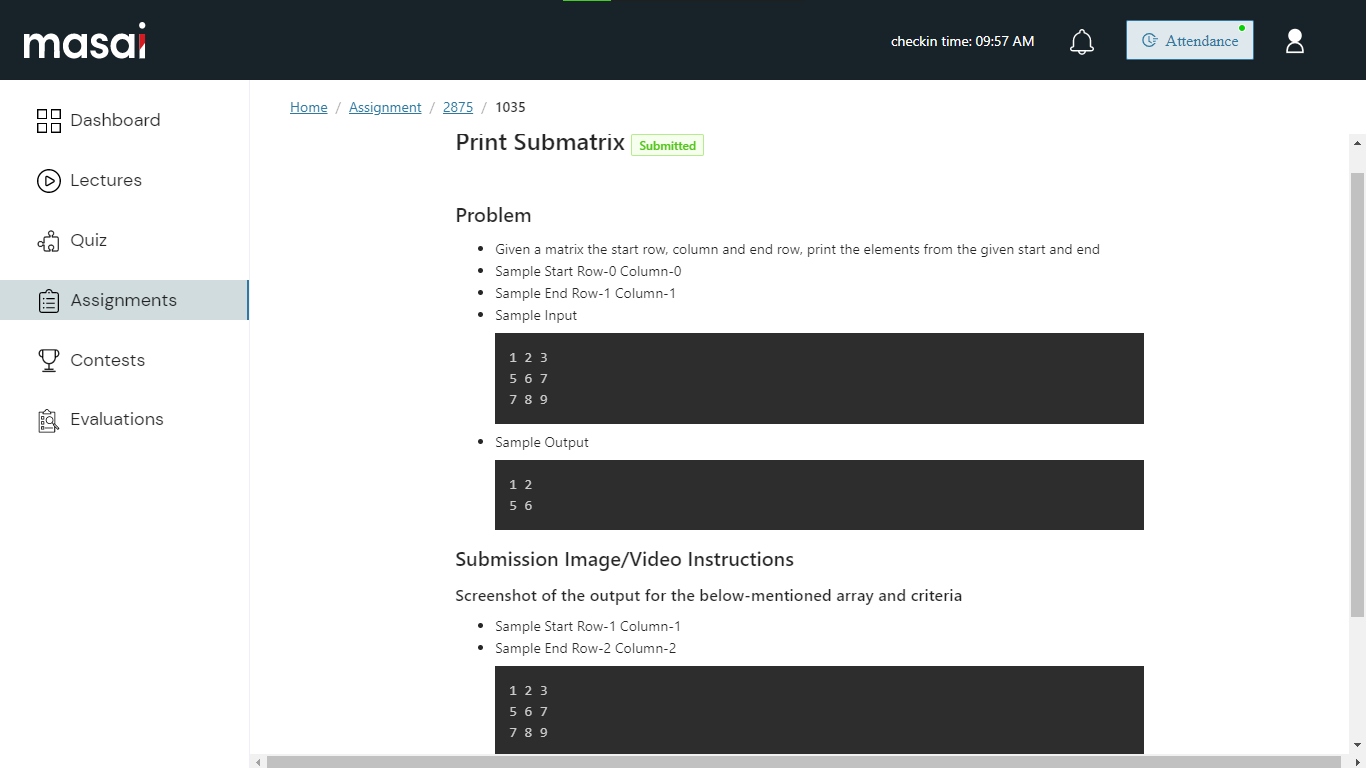 masai
checkin time: 09:57 AM
Attendance
Dashboard
Lectures
Quiz
Assignments
Contests
Evaluations
Home / Assignment / 2875 / 1035
Print Submatrix Submitted
Problem
Given a matrix the start row, column and end row, print the elements from the given start and end
Sample Start Row-0 Column-0
Sample End Row-1 Column-1
Sample Input
1 2 3
5 6 7
7 8 9
Sample Output
1 2
5 6
Submission Image/Video Instructions
Screenshot of the output for the below-mentioned array and criteria
Sample Start Row-1 Column-1
Sample End Row-2 Column-2
1 2 3
5 6 7
7 8 9